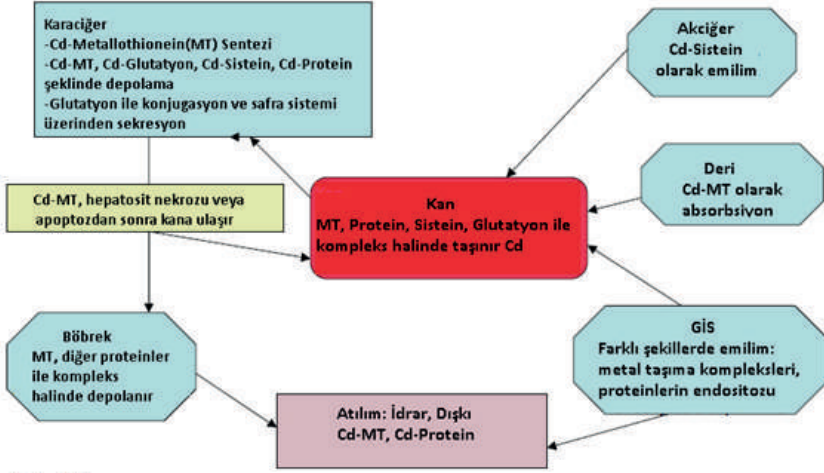 Karaciğer
-Cd-Metallothionein(MT) Sentezi
-Cd-MT, Cd-Glutatyon, Cd-Sistein, Cd-Protein
şeklinde depolama
-Glutatyon ile konjugasyon ve safra sistemi
üzerinden sekresyon
Akciğer
Cd-Sistein
olarak emilim
Cd-MT, hepatosit nekrozu veya
apoptozdan sonra kana ulaşır
Kan
MT, Protein, Sistein, Glutatyon ile
kompleks halinde taşınır Cd
Deri
Cd-MT olarak
absorbsiyon
Böbrek
MT, diğer proteinler
ile kompleks
halinde depolanır
GİS
Farklı şekillerde emilim:
metal taşıma kompleksleri,
proteinlerin endositozu
Atılım: İdrar, Dışkı
Cd-MT, Cd-Protein